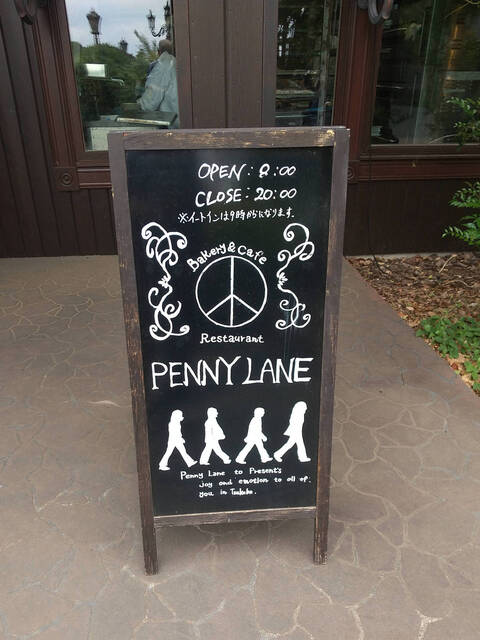 OPEN : 8:00
CLOSE : 20:00
※イートインは9時からになります.
Bakery & Cafe
Restaurant
PENNY LANE
Penny Lane to Present's
Joy and emotion to all of.
you in Tsukuba.